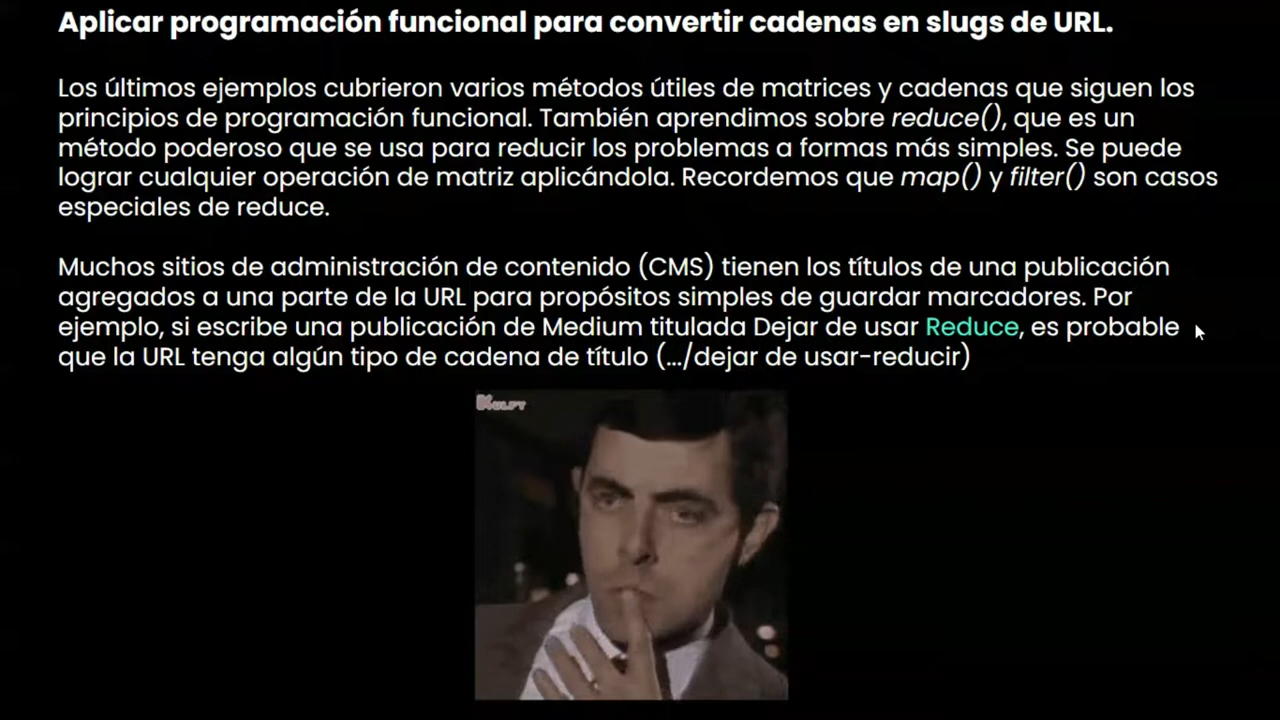 Aplicar programación funcional para convertir cadenas en slugs de URL.
Los últimos ejemplos cubrieron varios métodos útiles de matrices y cadenas que siguen los
principios de programación funcional. También aprendimos sobre reduce(), que es un
método poderoso que se usa para reducir los problemas a formas más simples. Se puede
lograr cualquier operación de matriz aplicándola. Recordemos que map() y filter() son casos
especiales de reduce.
Muchos sitios de administración de contenido (CMS) tienen los títulos de una publicación
agregados a una parte de la URL para propósitos simples de guardar marcadores. Por
ejemplo, si escribe una publicación de Medium titulada Dejar de usar Reduce, es probable
que la URL tenga algún tipo de cadena de título (.../dejar de usar-reducir)
KULFY